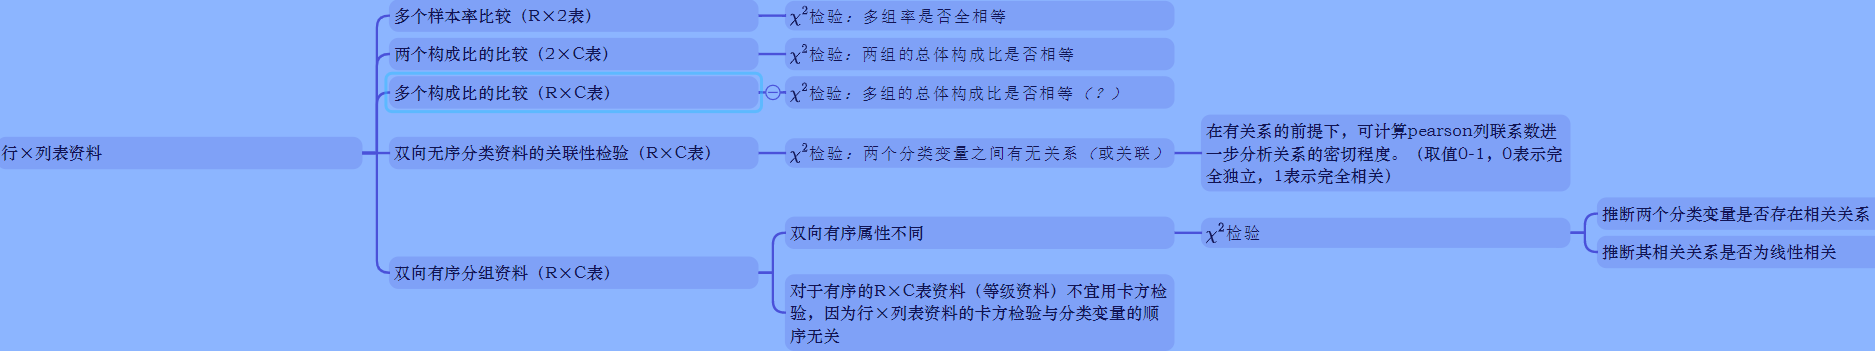 行×列表资料
多个样本率比较（R×2表）
χ²检验：多组率是否全相等
两个构成比的比较（2×C表）
χ²检验：两组的总体构成比是否相等
多个构成比的比较（R×C表）
χ²检验：多组的总体构成比是否相等（?）
双向无序分类资料的关联性检验（R×C表）
χ²检验：两个分类变量之间有无关系（或关联）
在有关系的前提下，可计算pearson列联系数进
一步分析关系的密切程度。（取值0-1，0表示完
全独立，1表示完全相关）
双向有序分组资料（R×C表）
双向有序属性不同
χ²检验
推断两个分类变量是否存在相关关系
推断其相关关系是否为线性相关
对于有序的R×C表资料（等级资料）不宜用卡方检
验，因为行×列表资料的卡方检验与分类变量的顺
序无关